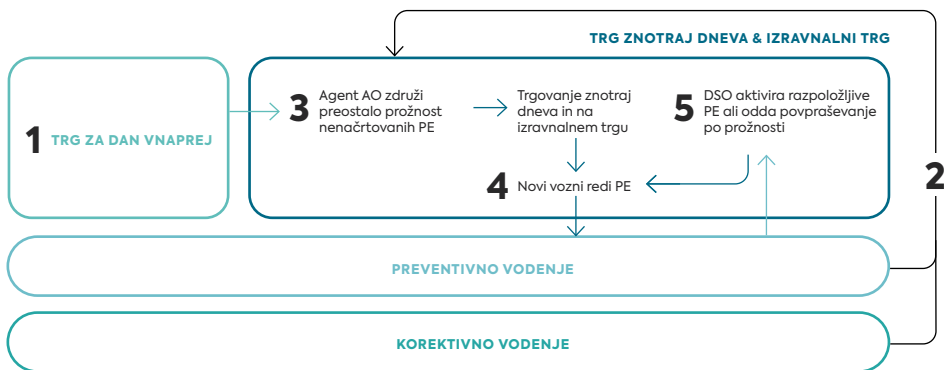 TRG ZNOTRAJ DNEVA & IZRAVNALNI TRG
1 TRG ZA DAN VNAPREJ
3 Agent AO združi
preostalo prožnost
nenačrtovanih PE
Trgovanje znotraj
dneva in na
izravnalnem trgu
5 DSO aktivira razpoložljive
PE ali odda povpraševanje
po prožnosti
4 Novi vozni redi PE
2
PREVENTIVNO VODENJE
KOREKTIVNO VODENJE